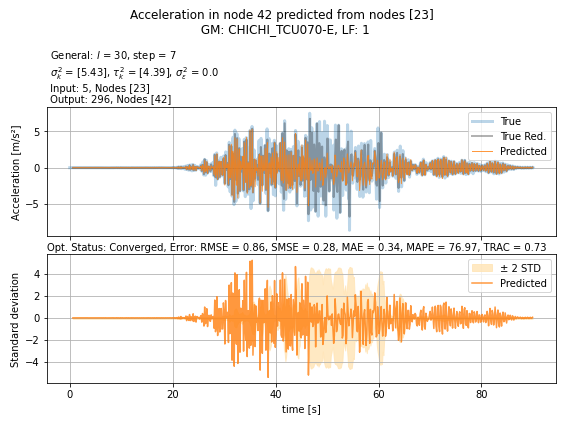 Acceleration in node 42 predicted from nodes [23]
GM: CHICHI_TCU070-E, LF: 1
General: l = 30, step = 7
σ²ₖ = [5.43], τ²ₖ = [4.39], σ²ε = 0.0
Input: 5, Nodes [23]
Output: 296, Nodes [42]
Acceleration [m/s²]
5
0
−5
True
True Red.
Predicted
Opt. Status: Converged, Error: RMSE = 0.86, SMSE = 0.28, MAE = 0.34, MAPE = 76.97, TRAC = 0.73
Standard deviation
4
2
0
−2
−4
± 2 STD
Predicted
0 20 40 60 80
time [s]